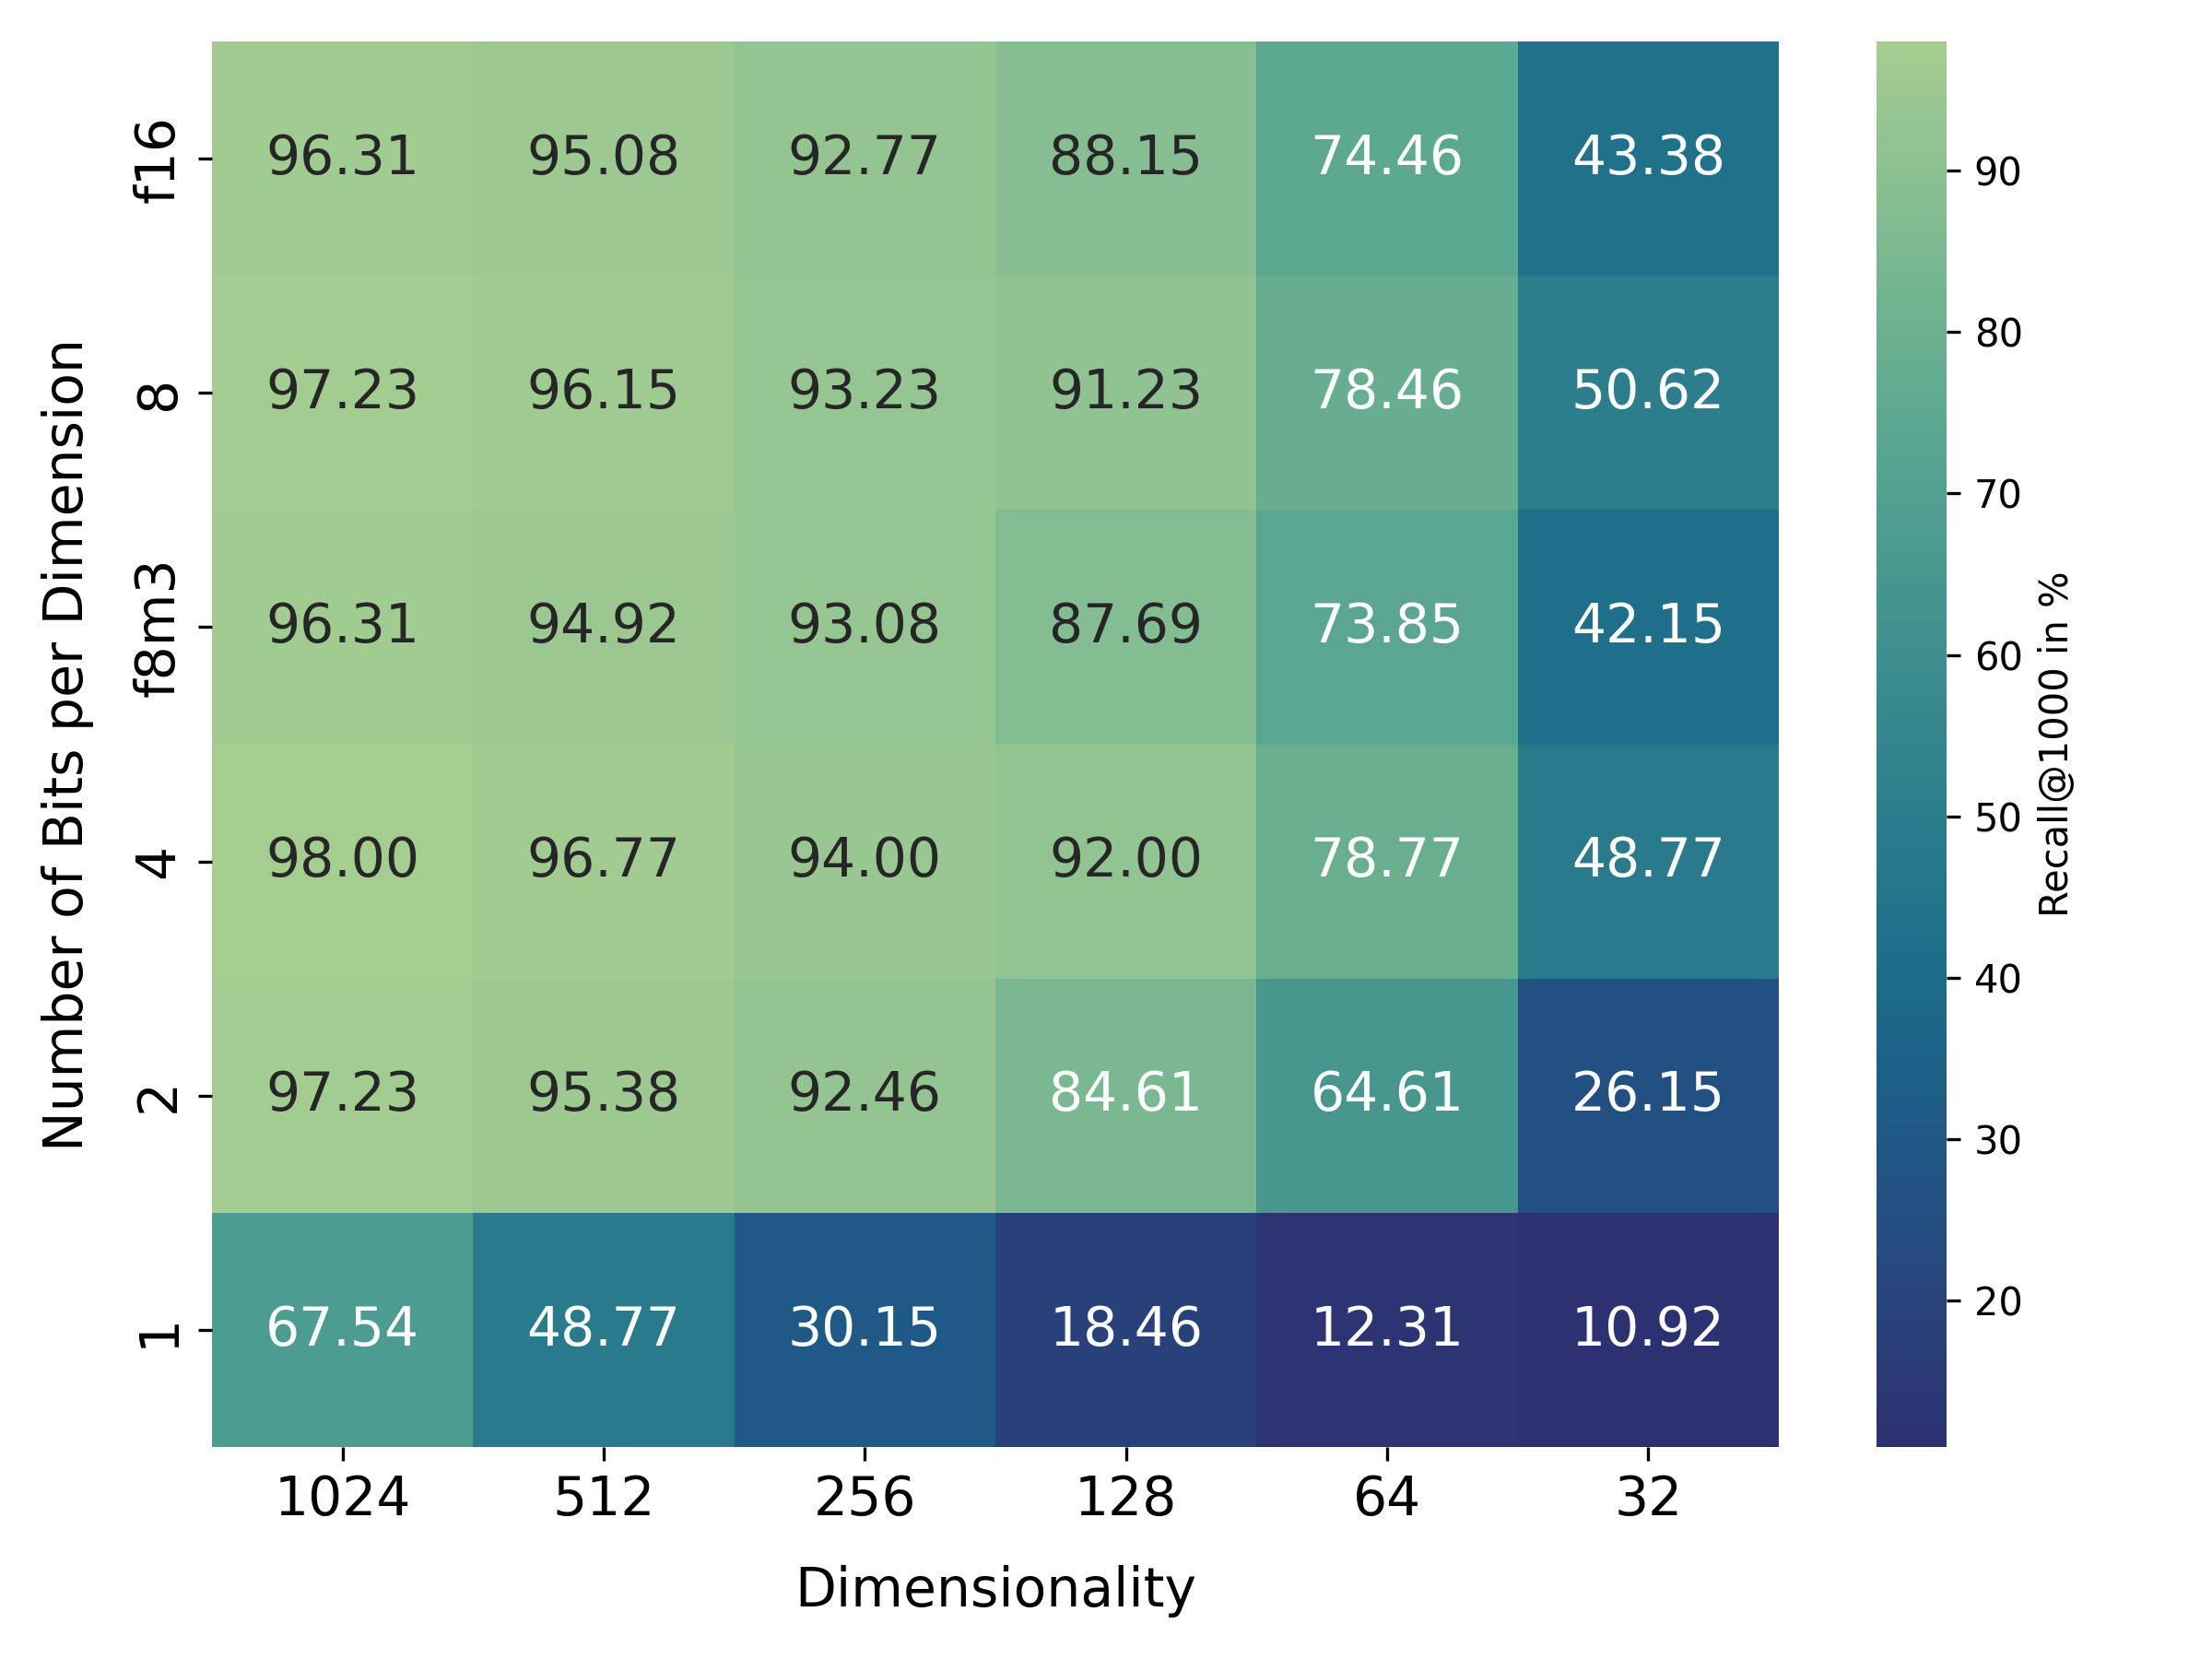 Number of Bits per Dimension
f16 96.31 95.08 92.77 88.15 74.46 43.38
8 97.23 96.15 93.23 91.23 78.46 50.62
f8m3 96.31 94.92 93.08 87.69 73.85 42.15
4 98.00 96.77 94.00 92.00 78.77 48.77
2 97.23 95.38 92.46 84.61 64.61 26.15
1 67.54 48.77 30.15 18.46 12.31 10.92
1024 512 256 128 64 32
Dimensionality
90
80
70
60
50
40
30
20
Recall@1000 in %